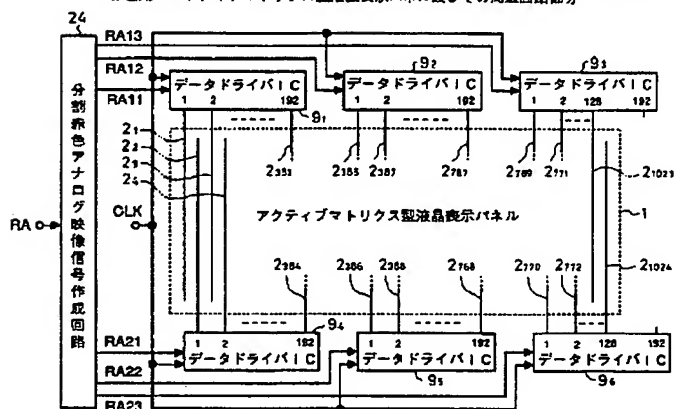 24
RA13
RA12
RA11
分割赤色アナログ映像信号作成回路
RA
CLK
データドライバIC
1 2 192
9₁
9₂
データドライバIC
1 2 192
9₃
データドライバIC
1 2 128 192
2₁
2₂
2₃
2₄
2₃₈₃
2₃₈₅
2₃₈₇
2₇₆₇
2₇₆₉
2₇₇₁
2₁₀₂₃
アクティブマトリクス型液晶表示パネル
1
2₃₈₄
2₃₈₆
2₃₈₈
2₇₆₈
2₇₇₀
2₇₇₂
2₁₀₂₄
1 2 192
データドライバIC
9₄
1 2 192
データドライバIC
9₅
1 2 128 192
データドライバIC
9₆
RA21
RA22
RA23